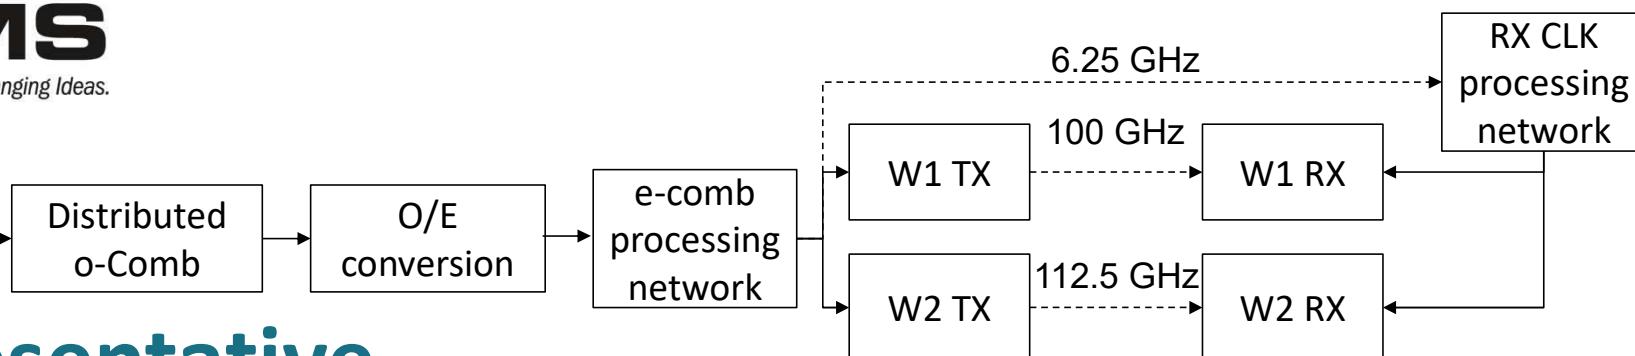 MS
nging Ideas.
6.25 GHz
RX CLK
processing
network
100 GHz
W1 TX
W1 RX
Distributed
o-Comb
O/E
conversion
e-comb
processing
network
112.5 GHz
W2 TX
W2 RX
sentative